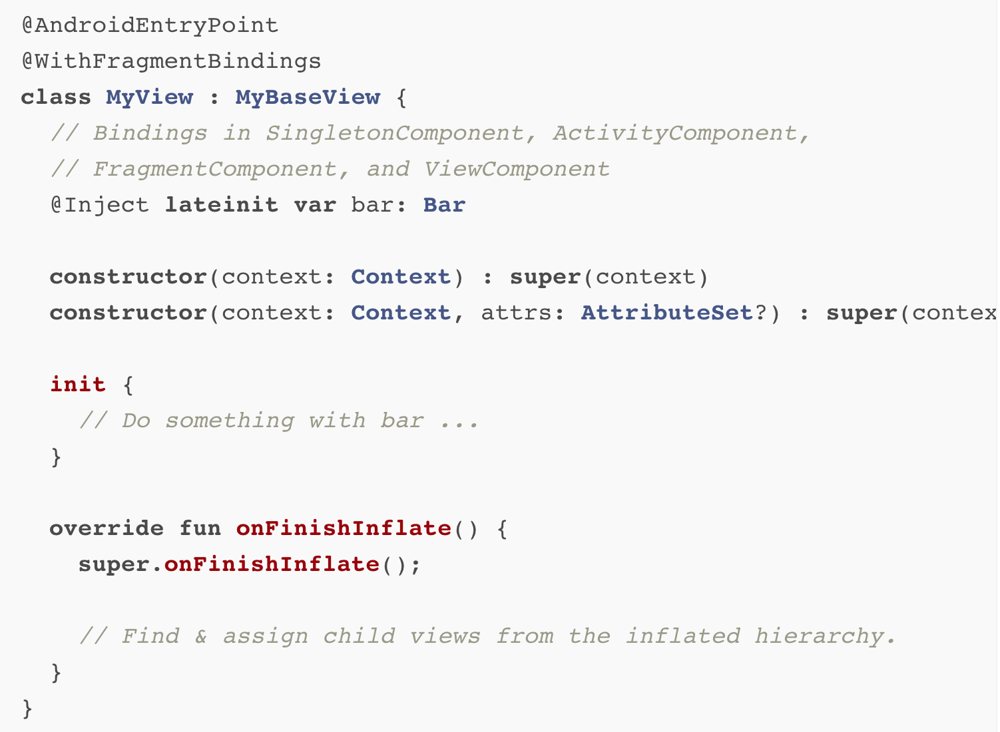 @AndroidEntryPoint
@WithFragmentBindings
class MyView : MyBaseView {
// Bindings in SingletonComponent, ActivityComponent,
// FragmentComponent, and ViewComponent
@Inject lateinit var bar: Bar
constructor(context: Context) : super(context)
constructor(context: Context, attrs: AttributeSet?) : super(contex
init {
// Do something with bar ...
}
override fun onFinishInflate() {
super.onFinishInflate();
// Find & assign child views from the inflated hierarchy.
}
}